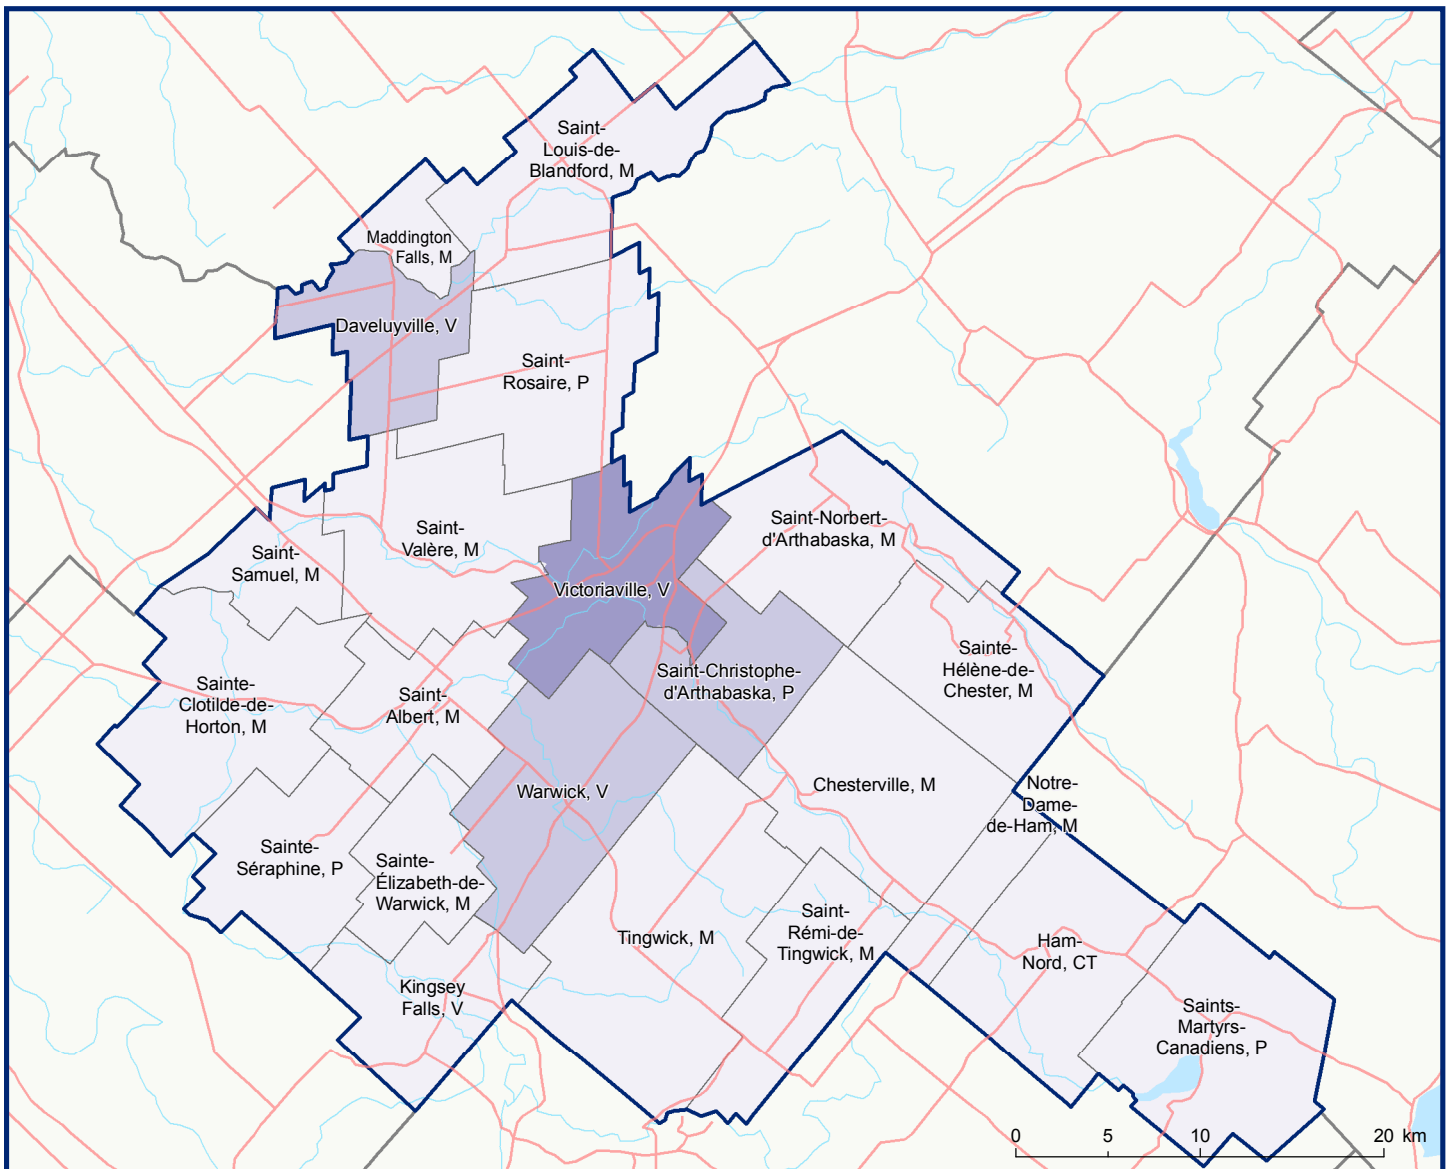 Saint-
Louis-de-
Blandford, M
Maddington
Falls, M
Daveluyville, V
Saint-
Rosaire, P
Saint-
Valère, M
Saint-
Samuel, M
Saint-Norbert-
d'Arthabaska, M
Victoriaville, V
Sainte-
Hélène-de-
Chester, M
Saint-Christophe-
d'Arthabaska, P
Sainte-
Clotilde-de-
Horton, M
Saint-
Albert, M
Warwick, V
Chesterville, M
Notre-
Dame-
de-Ham, M
Sainte-
Séraphine, P
Sainte-
Élizabeth-de-
Warwick, M
Tingwick, M
Saint-
Rémi-de-
Tingwick, M
Ham-
Nord, CT
Kingsey
Falls, V
Saints-
Martyrs-
Canadiens, P
0 5 10 20 km